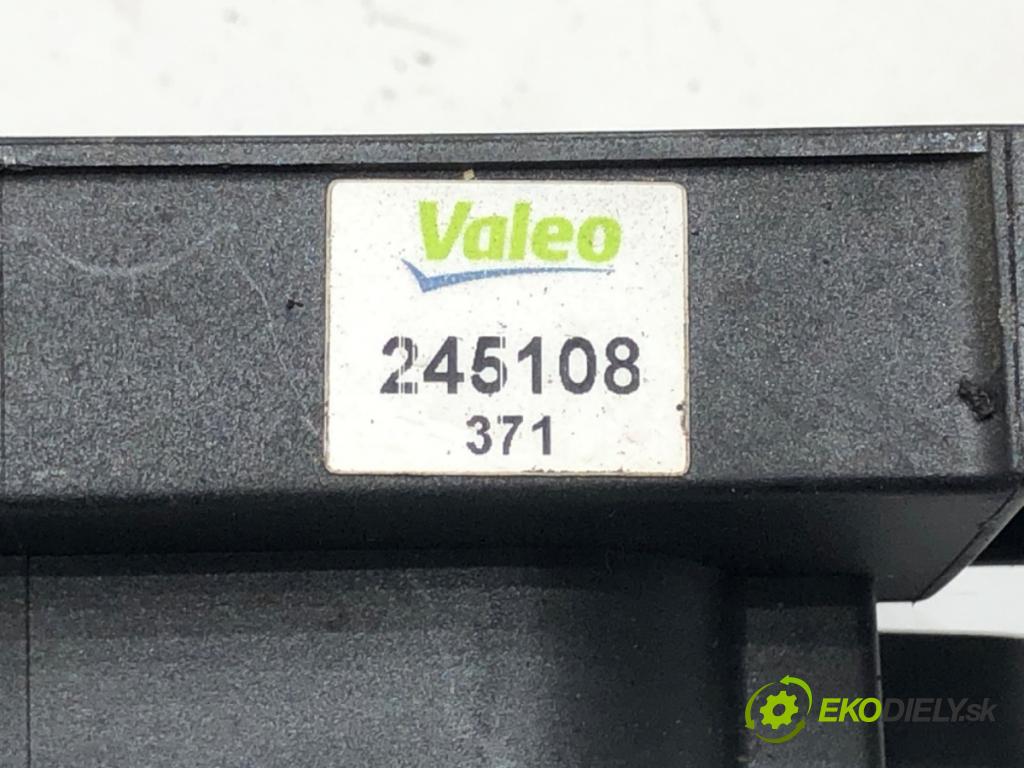 Valeo
245108
371
EKODIELY.sk